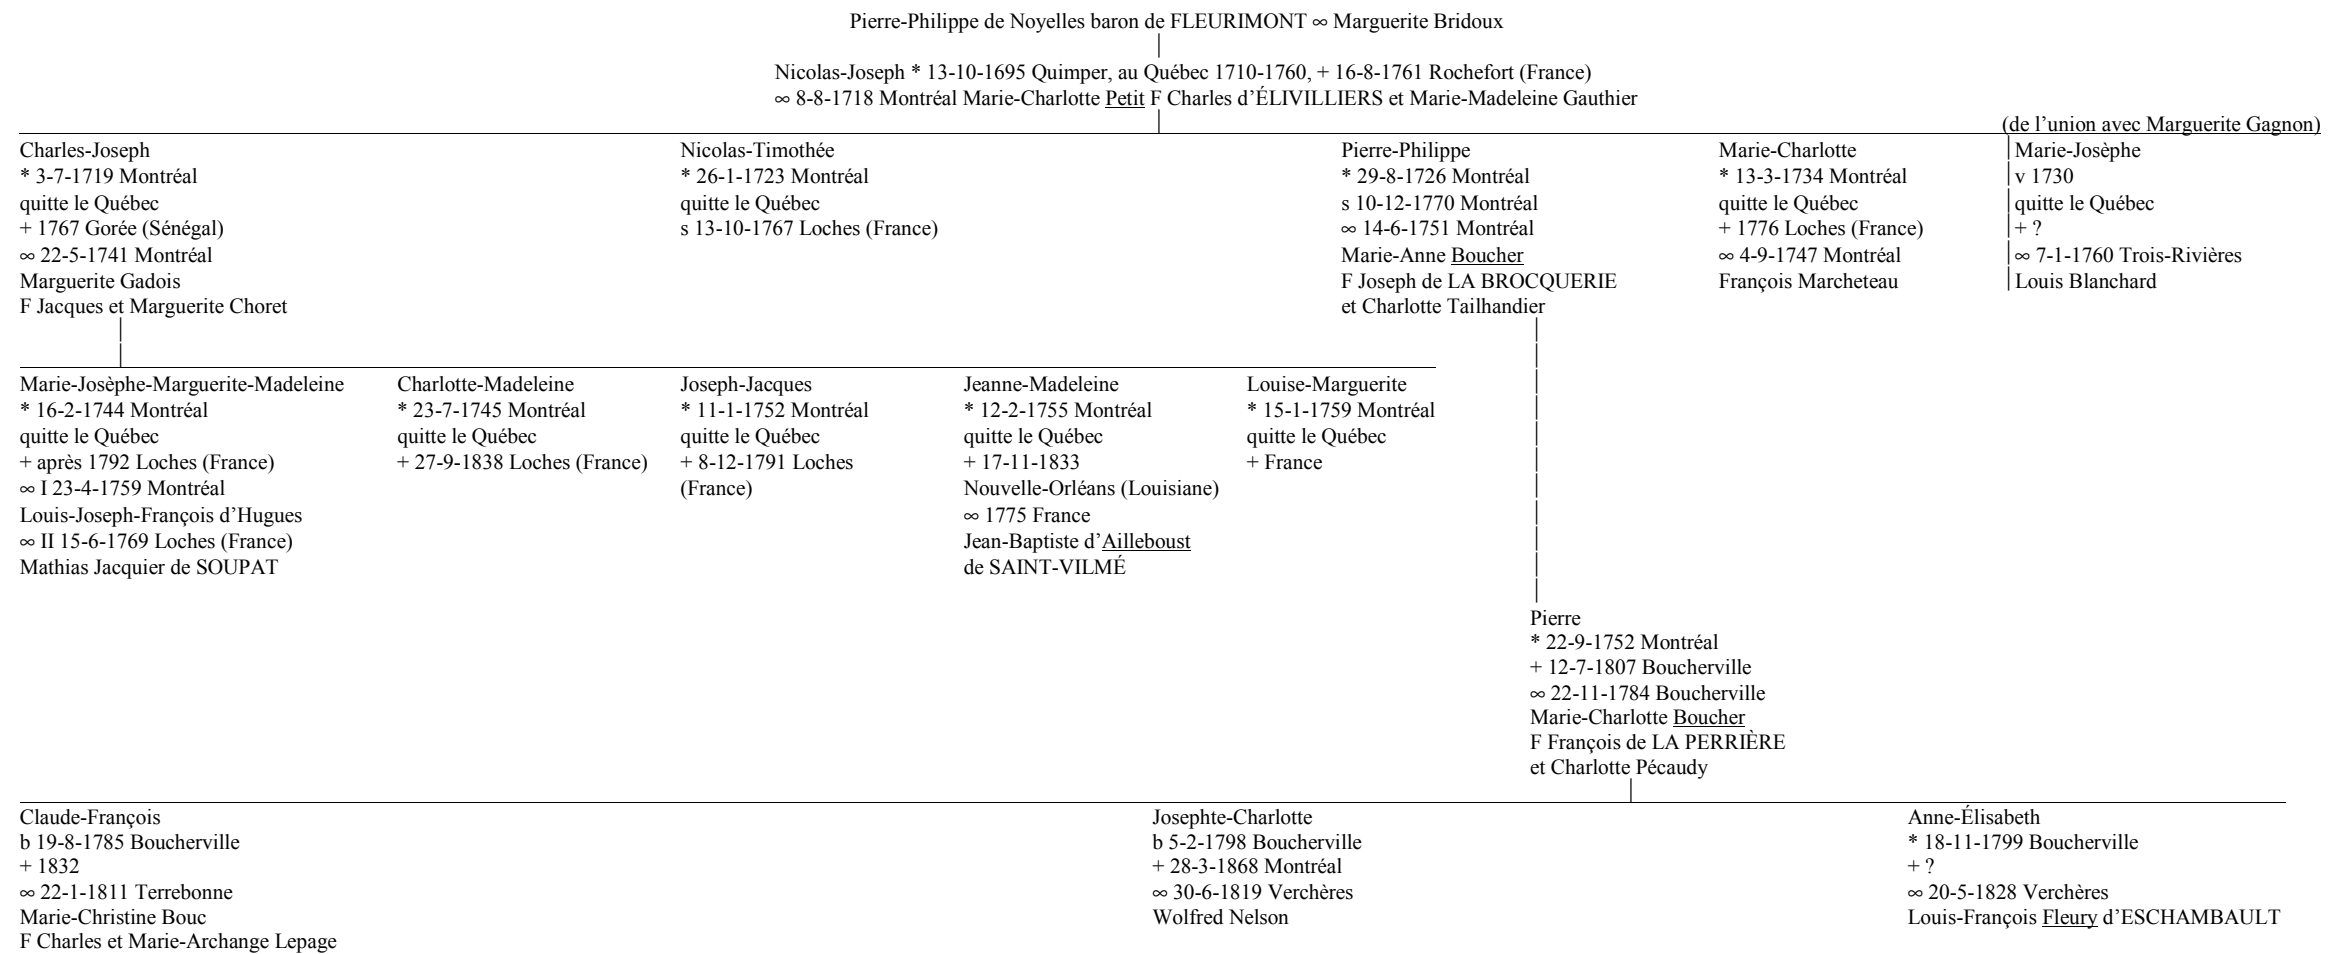 Pierre-Philippe de Noyelles baron de FLEURIMONT ∞ Marguerite Bridoux
Nicolas-Joseph * 13-10-1695 Quimper, au Québec 1710-1760, + 16-8-1761 Rochefort (France)
∞ 8-8-1718 Montréal Marie-Charlotte Petit F Charles d’ÉLIVILLIERS et Marie-Madeleine Gauthier
(de l’union avec Marguerite Gagnon)
Charles-Joseph
* 3-7-1719 Montréal
quitte le Québec
+ 1767 Gorée (Sénégal)
∞ 22-5-1741 Montréal
Marguerite Gadois
F Jacques et Marguerite Choret
Nicolas-Timothée
* 26-1-1723 Montréal
quitte le Québec
s 13-10-1767 Loches (France)
Pierre-Philippe
* 29-8-1726 Montréal
s 10-12-1770 Montréal
∞ 14-6-1751 Montréal
Marie-Anne Boucher
F Joseph de LA BROCQUERIE
et Charlotte Tailhandier
Marie-Charlotte
* 13-3-1734 Montréal
quitte le Québec
+ 1776 Loches (France)
∞ 4-9-1747 Montréal
François Marcheteau
Marie-Josèphe
v 1730
quitte le Québec
+ ?
∞ 7-1-1760 Trois-Rivières
Louis Blanchard
Marie-Josèphe-Marguerite-Madeleine
* 16-2-1744 Montréal
quitte le Québec
+ après 1792 Loches (France)
∞ I 23-4-1759 Montréal
Louis-Joseph-François d’Hugues
∞ II 15-6-1769 Loches (France)
Mathias Jacquier de SOUPAT
Charlotte-Madeleine
* 23-7-1745 Montréal
quitte le Québec
+ 27-9-1838 Loches (France)
Joseph-Jacques
* 11-1-1752 Montréal
quitte le Québec
+ 8-12-1791 Loches
(France)
Jeanne-Madeleine
* 12-2-1755 Montréal
quitte le Québec
+ 17-11-1833
Nouvelle-Orléans (Louisiane)
∞ 1775 France
Jean-Baptiste d’Ailleboust
de SAINT-VILMÉ
Louise-Marguerite
* 15-1-1759 Montréal
quitte le Québec
+ France
Pierre
* 22-9-1752 Montréal
+ 12-7-1807 Boucherville
∞ 22-11-1784 Boucherville
Marie-Charlotte Boucher
F François de LA PERRIÈRE
et Charlotte Pécaudy
Claude-François
b 19-8-1785 Boucherville
+ 1832
∞ 22-1-1811 Terrebonne
Marie-Christine Bouc
F Charles et Marie-Archange Lepage
Josephte-Charlotte
b 5-2-1798 Boucherville
+ 28-3-1868 Montréal
∞ 30-6-1819 Verchères
Wolfred Nelson
Anne-Élisabeth
* 18-11-1799 Boucherville
+ ?
∞ 20-5-1828 Verchères
Louis-François Fleury d’ESCHAMBAULT